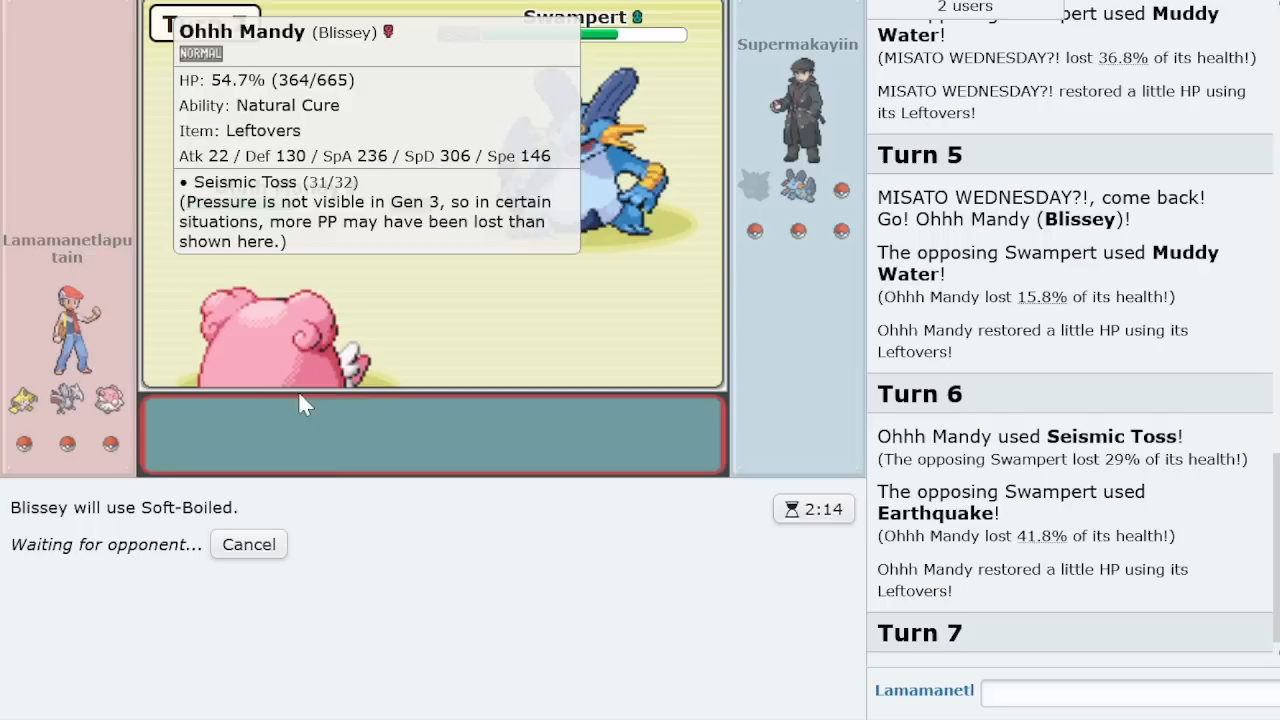 Ohhh Mandy (Blissey)
NORMAL
HP: 54.7% (364/665)
Ability: Natural Cure
Item: Leftovers
Atk 22 / Def 130 / SpA 236 / SpD 306 / Spe 146
• Seismic Toss (31/32)
(Pressure is not visible in Gen 3, so in certain
situations, more PP may have been lost than
shown here.)
Swampert
Lamamanetlapu
tain
Supermakayiin
Blissey will use Soft-Boiled.
2:14
Waiting for opponent... Cancel
2 users
Swampert used Muddy
Water!
(MISATO WEDNESDAY?! lost 36.8% of its health!)
MISATO WEDNESDAY?! restored a little HP using
its Leftovers!
Turn 5
MISATO WEDNESDAY?!, come back!
Go! Ohhh Mandy (Blissey)!
The opposing Swampert used Muddy
Water!
(Ohhh Mandy lost 15.8% of its health!)
Ohhh Mandy restored a little HP using its
Leftovers!
Turn 6
Ohhh Mandy used Seismic Toss!
(The opposing Swampert lost 29% of its health!)
The opposing Swampert used
Earthquake!
(Ohhh Mandy lost 41.8% of its health!)
Ohhh Mandy restored a little HP using its
Leftovers!
Turn 7
Lamamanetl